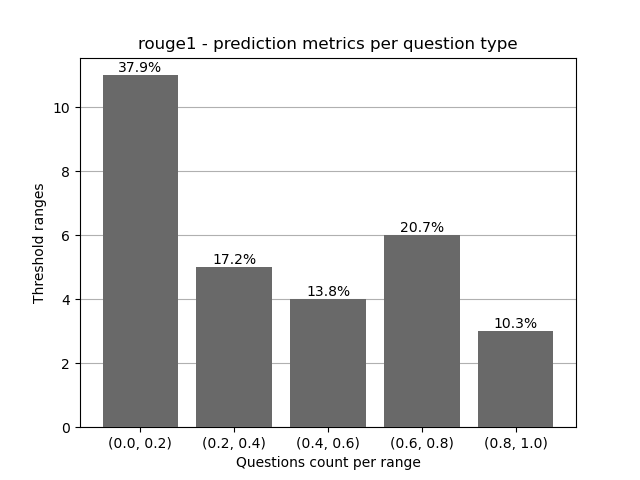 rouge1 - prediction metrics per question type
37.9%
17.2%
13.8%
20.7%
10.3%
10
8
6
4
2
0
Threshold ranges
(0.0, 0.2) (0.2, 0.4) (0.4, 0.6) (0.6, 0.8) (0.8, 1.0)
Questions count per range